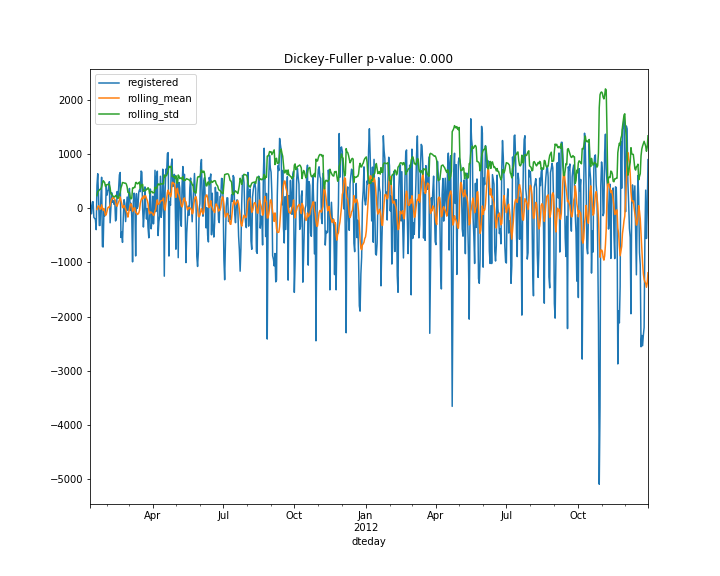 Dickey-Fuller p-value: 0.000
registered
rolling_mean
rolling_std
2000
1000
0
−1000
−2000
−3000
−4000
−5000
Apr Jul Oct Jan Apr Jul Oct
2012
dteday